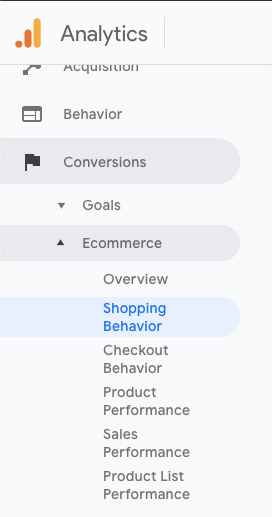 Analytics
Acquisition
Behavior
Conversions
Goals
Ecommerce
Overview
Shopping
Behavior
Checkout
Behavior
Product
Performance
Sales
Performance
Product List
Performance